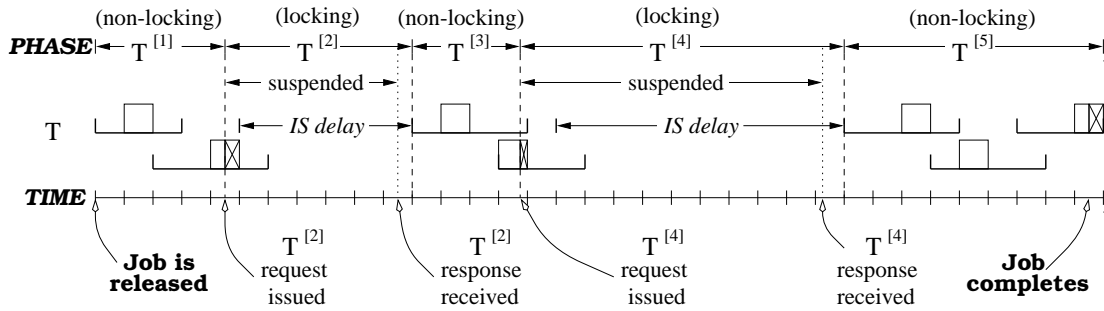 (non-locking) (locking) (non-locking) (locking) (non-locking)
PHASE T [1] T [2] T [3] T [4] T [5]
suspended suspended
T IS delay IS delay
TIME
Job is released
T [2] request issued
T [2] response received
T [4] request issued
T [4] response received
Job completes